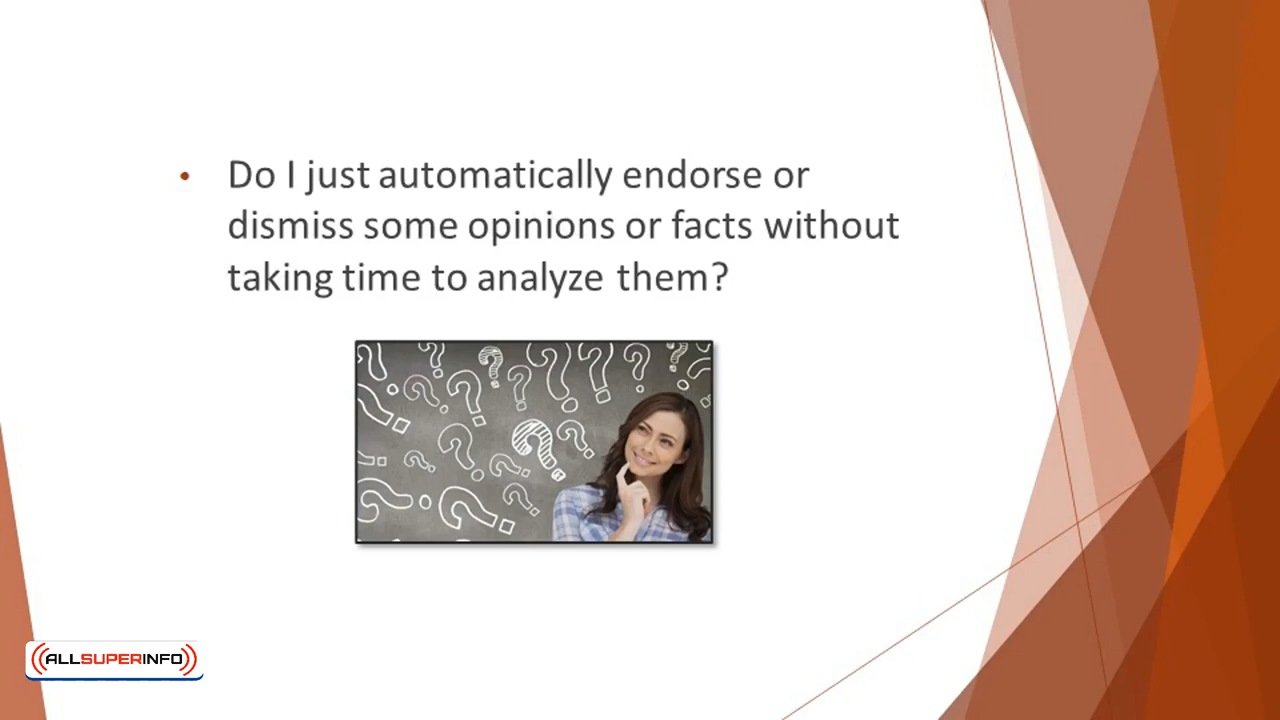 • Do I just automatically endorse or
dismiss some opinions or facts without
taking time to analyze them?
((ALLSUPERINFO))